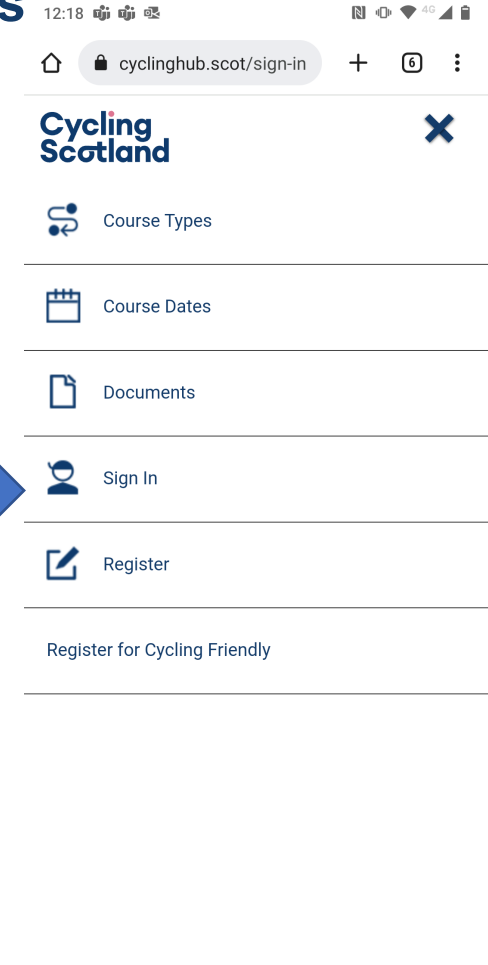 s
12:18
4G
cyclinghub.scot/sign-in
6
Cycling
Scotland
Course Types
Course Dates
Documents
Sign In
Register
Register for Cycling Friendly